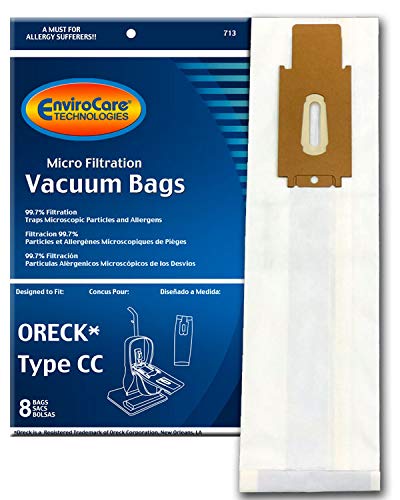 A MUST FOR
ALLERGY SUFFERERS!!
713
EnviroCare®
TECHNOLOGIES
Micro Filtration
Vacuum Bags
99.7% Filtration
Traps Microscopic Particles and Allergens
Filtracion 99.7%
Particles et Allergènes Microscopiques de Pièges
99.7% Filtración
Particulas Alérgenicos Microscópicos de los Desvios
Designed to Fit:
Concus Pour:
Diseñado a Medida:
ORECK*
Type CC
8 BAGS
SACS
BOLSAS
*Oreck is a Registered Trademark of Oreck Corporation, New Orleans, LA